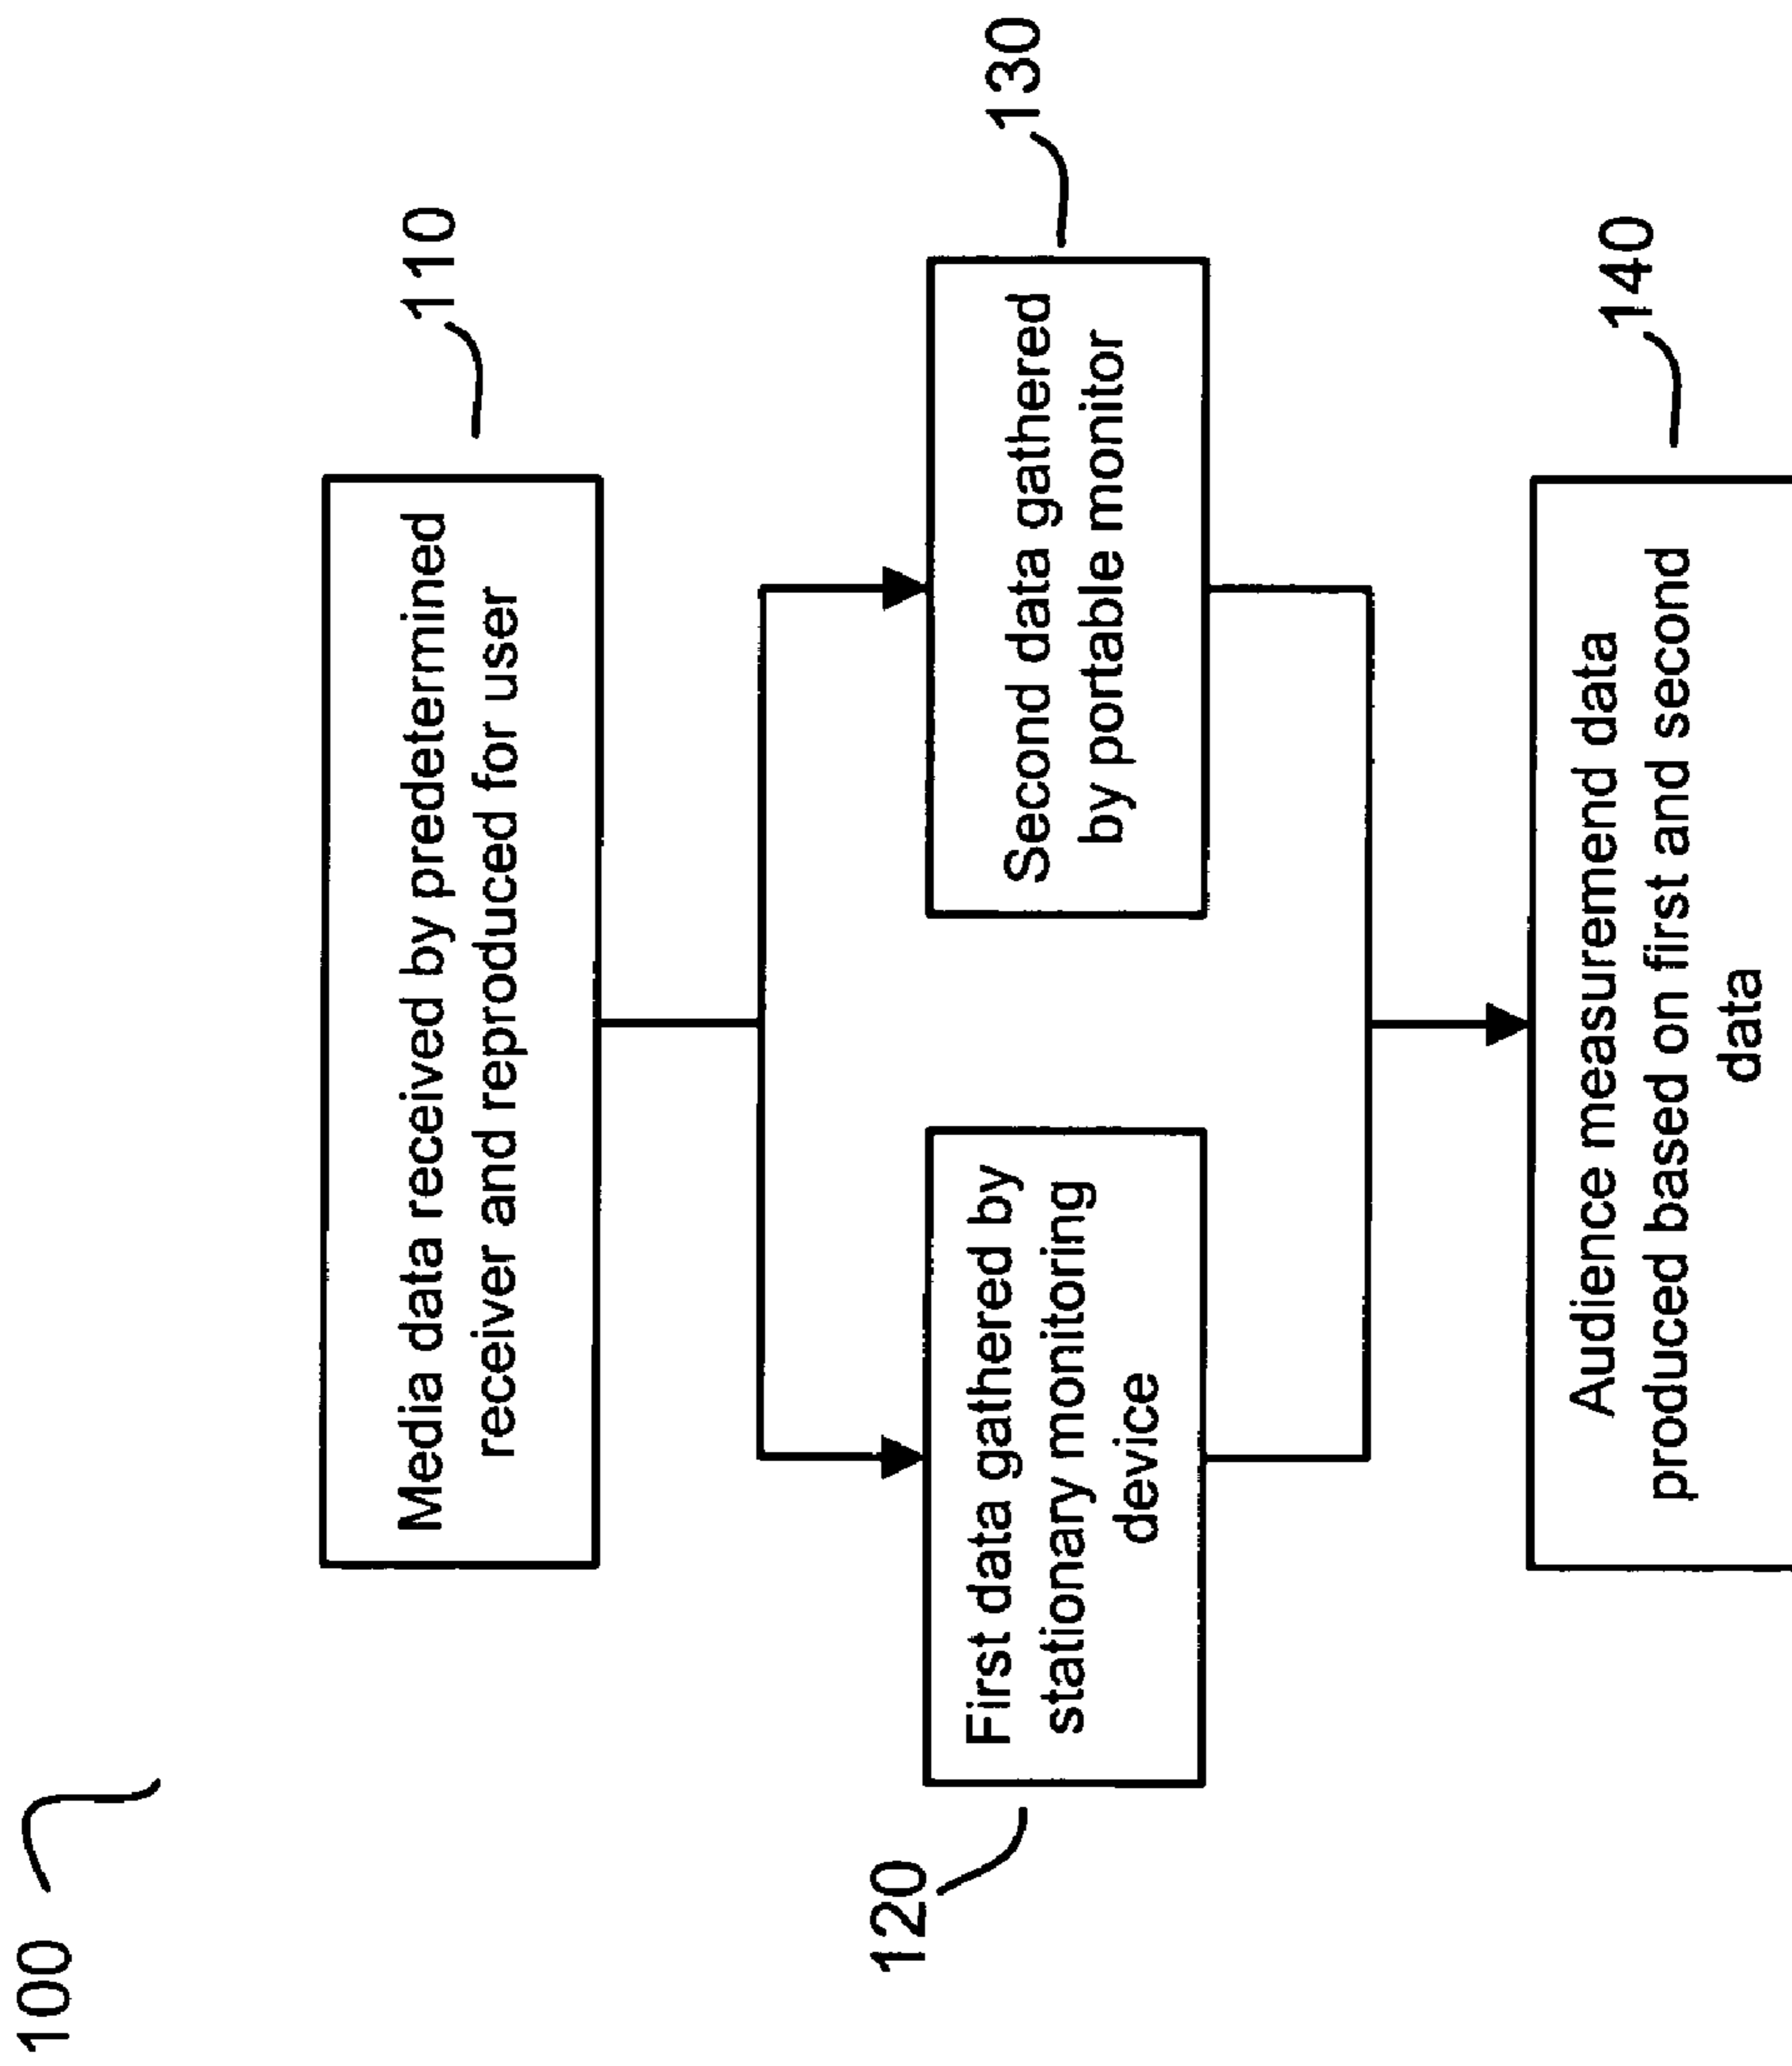 100
110
Media data received by predetermined
receiver and reproduced for user
120
First data gathered by
stationary monitoring
device
130
Second data gathered
by portable monitor
140
Audience measuremend data
produced based on first and second
data